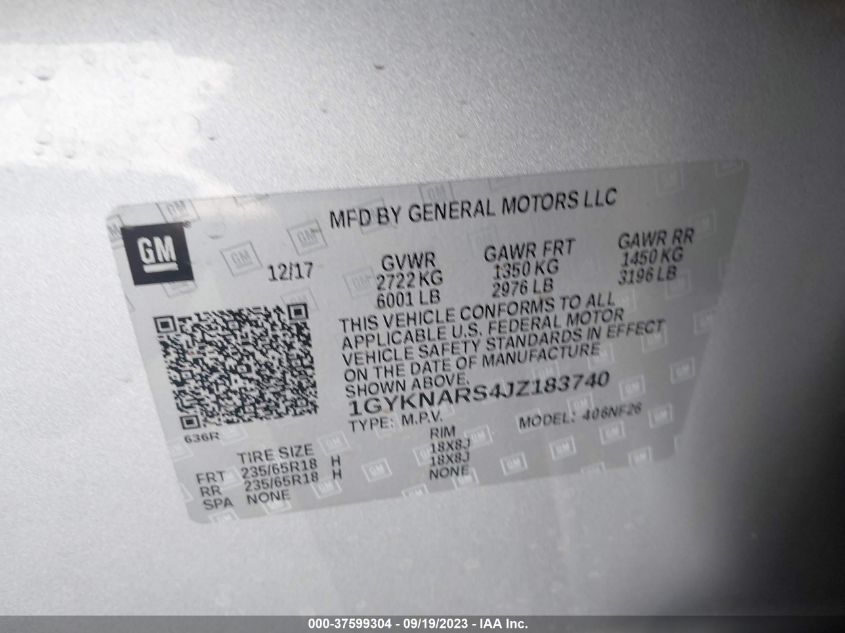 MFD BY GENERAL MOTORS LLC
GM
12/17
GVWR GAWR FRT GAWR RR
2722 KG 1350 KG 1450 KG
6001 LB 2976 LB 3196 LB
THIS VEHICLE CONFORMS TO ALL
APPLICABLE U.S. FEDERAL MOTOR
VEHICLE SAFETY STANDARDS IN EFFECT
ON THE DATE OF MANUFACTURE
SHOWN ABOVE.
1GYKNARS4JZ183740
TYPE: M.P.V. MODEL: 406NF26
636R
TIRE SIZE RIM
FRT 235/65R18 H 18X8J
RR 235/65R18 H 18X8J
SPA NONE NONE
000-37599304 / 09/19/2023 - IAA Inc.